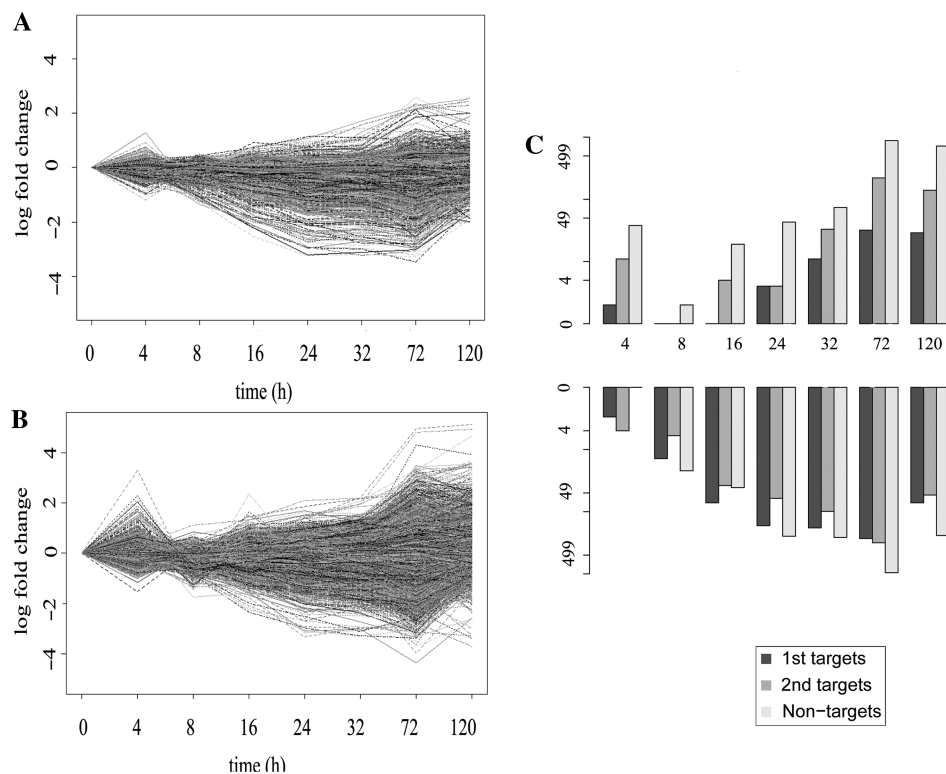 A
log fold change
4
2
0
−2
−4
0 4 8 16 24 32 72 120
time (h)
B
log fold change
4
2
0
−2
−4
0 4 8 16 24 32 72 120
time (h)
C
499
49
4
0
4 8 16 24 32 72 120
0
4
49
499
1st targets
2nd targets
Non−targets